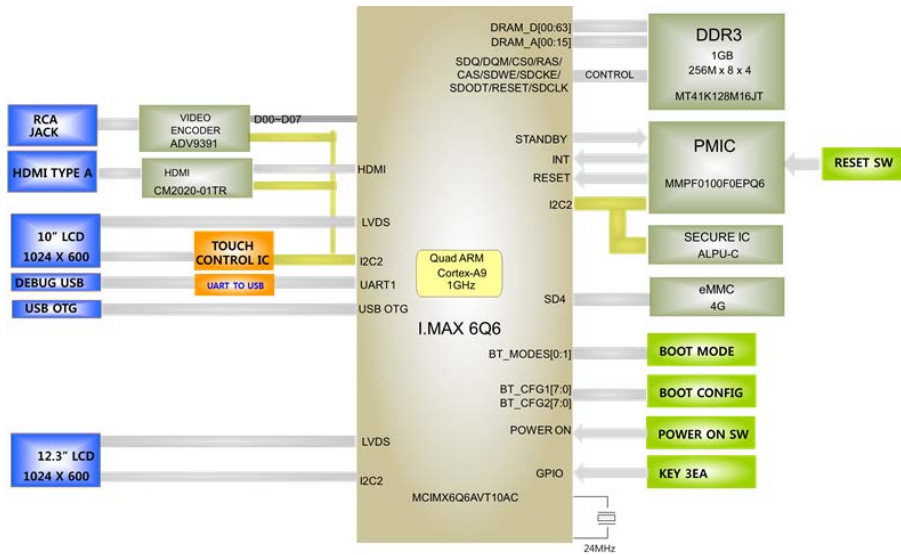 DRAM_D[00:63]
DRAM_A[00:15]
SDQ/DQM/CS0/RAS/
CAS/SDWE/SDCKE/
SDODT/RESET/SDCLK
CONTROL
DDR3
1GB
256M x 8 x 4
MT41K128M16JT
RCA
JACK
VIDEO
ENCODER
ADV9391
D00~D07
HDMI TYPE A
HDMI
CM2020-01TR
HDMI
STANDBY
INT
RESET
I2C2
PMIC
MMPF0100F0EPQ6
RESET SW
10" LCD
1024 X 600
LVDS
TOUCH
CONTROL IC
I2C2
SECURE IC
ALPU-C
DEBUG USB
UART TO USB
UART1
USB OTG
USB OTG
Quad ARM
Cortex-A9
1GHz
I.MAX 6Q6
SD4
eMMC
4G
BT_MODES[0:1]
BOOT MODE
BT_CFG1[7:0]
BT_CFG2[7:0]
BOOT CONFIG
POWER ON
POWER ON SW
GPIO
KEY 3EA
12.3" LCD
1024 X 600
LVDS
I2C2
MCIMX6Q6AVT10AC
24MHz